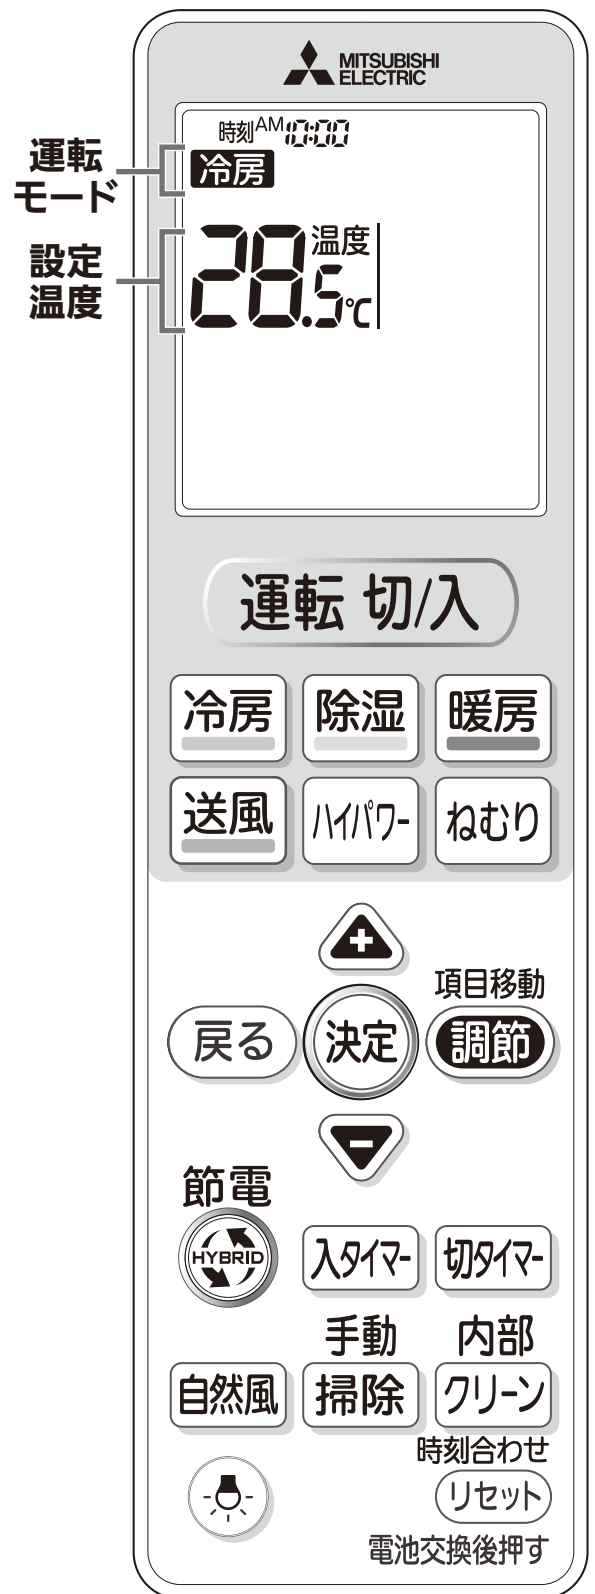 MITSUBISHI
ELECTRIC
時刻AM10:00
運転
モード
冷房
設定
温度
28.5℃
温度
運転 切/入
冷房 除湿 暖房
送風 ハイパワー ねむり
+
項目移動
戻る 決定 調節
-
節電
HYBRID 入タイマー 切タイマー
手動 内部
自然風 掃除 クリーン
時刻合わせ
リセット
電池交換後押す